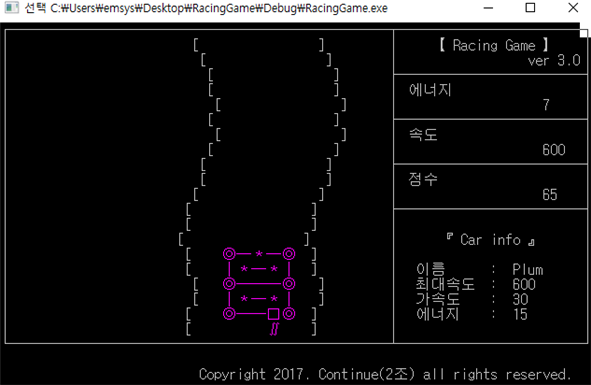 선택 C:₩Users₩emsys₩Desktop₩RacingGame₩Debug₩RacingGame.exe
【 Racing Game 】
ver 3.0
에너지
7
속도
600
점수
65
『 Car info 』
이름 : Plum
최대속도 : 600
가속도 : 30
에너지 : 15
Copyright 2017. Continue(2조) all rights reserved.